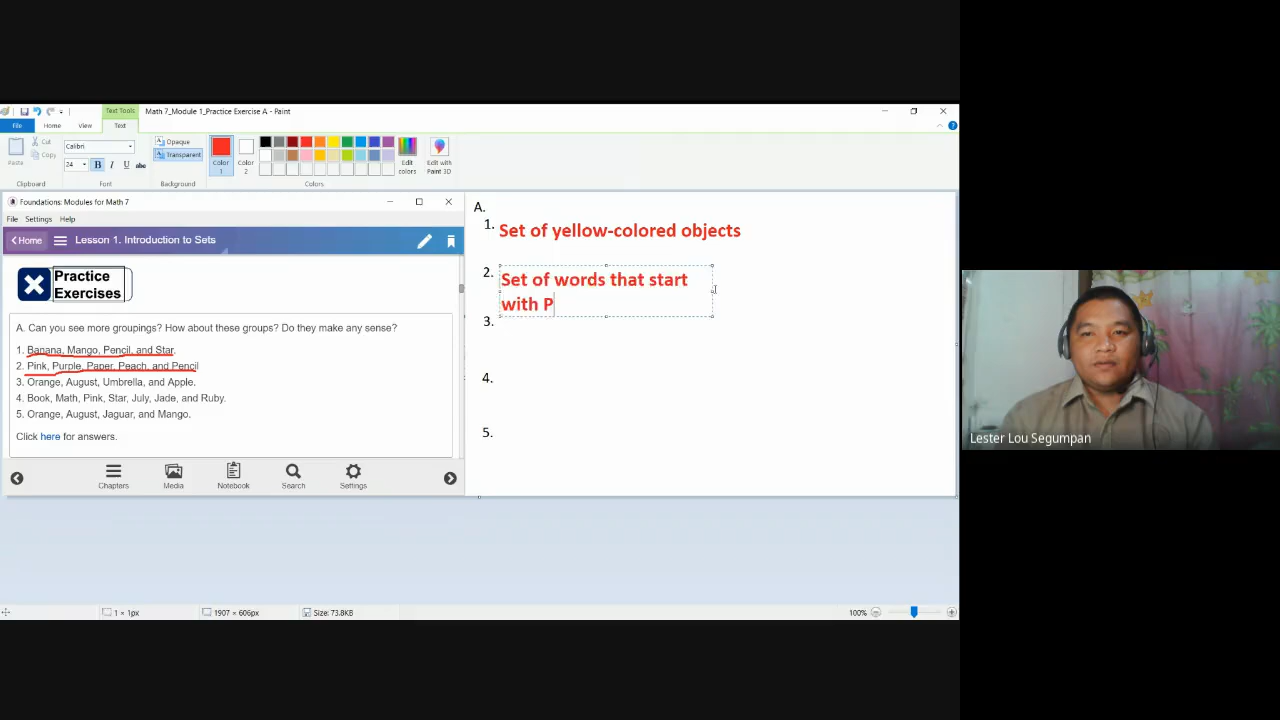 Text Tools
Math 7_Module 1_Practice Exercise A - Paint
File
Home
View
Text
Paste
Cut
Copy
Clipboard
Calibri
24
B
I
U
abc
Font
Opaque
Transparent
Background
Color 1
Color 2
Edit colors
Edit with Paint 3D
Colors
Foundations: Modules for Math 7
File Settings Help
Home
Lesson 1. Introduction to Sets
Practice
Exercises
A. Can you see more groupings? How about these groups? Do they make any sense?
1. Banana, Mango, Pencil, and Star.
2. Pink, Purple, Paper, Peach, and Pencil
3. Orange, August, Umbrella, and Apple.
4. Book, Math, Pink, Star, July, Jade, and Ruby.
5. Orange, August, Jaguar, and Mango.
Click here for answers.
Chapters
Media
Notebook
Search
Settings
A.
1. Set of yellow-colored objects
2. Set of words that start
with P
3.
4.
5.
Lester Lou Segumpan
1 × 1px
1907 × 606px
Size: 73.8KB
100%